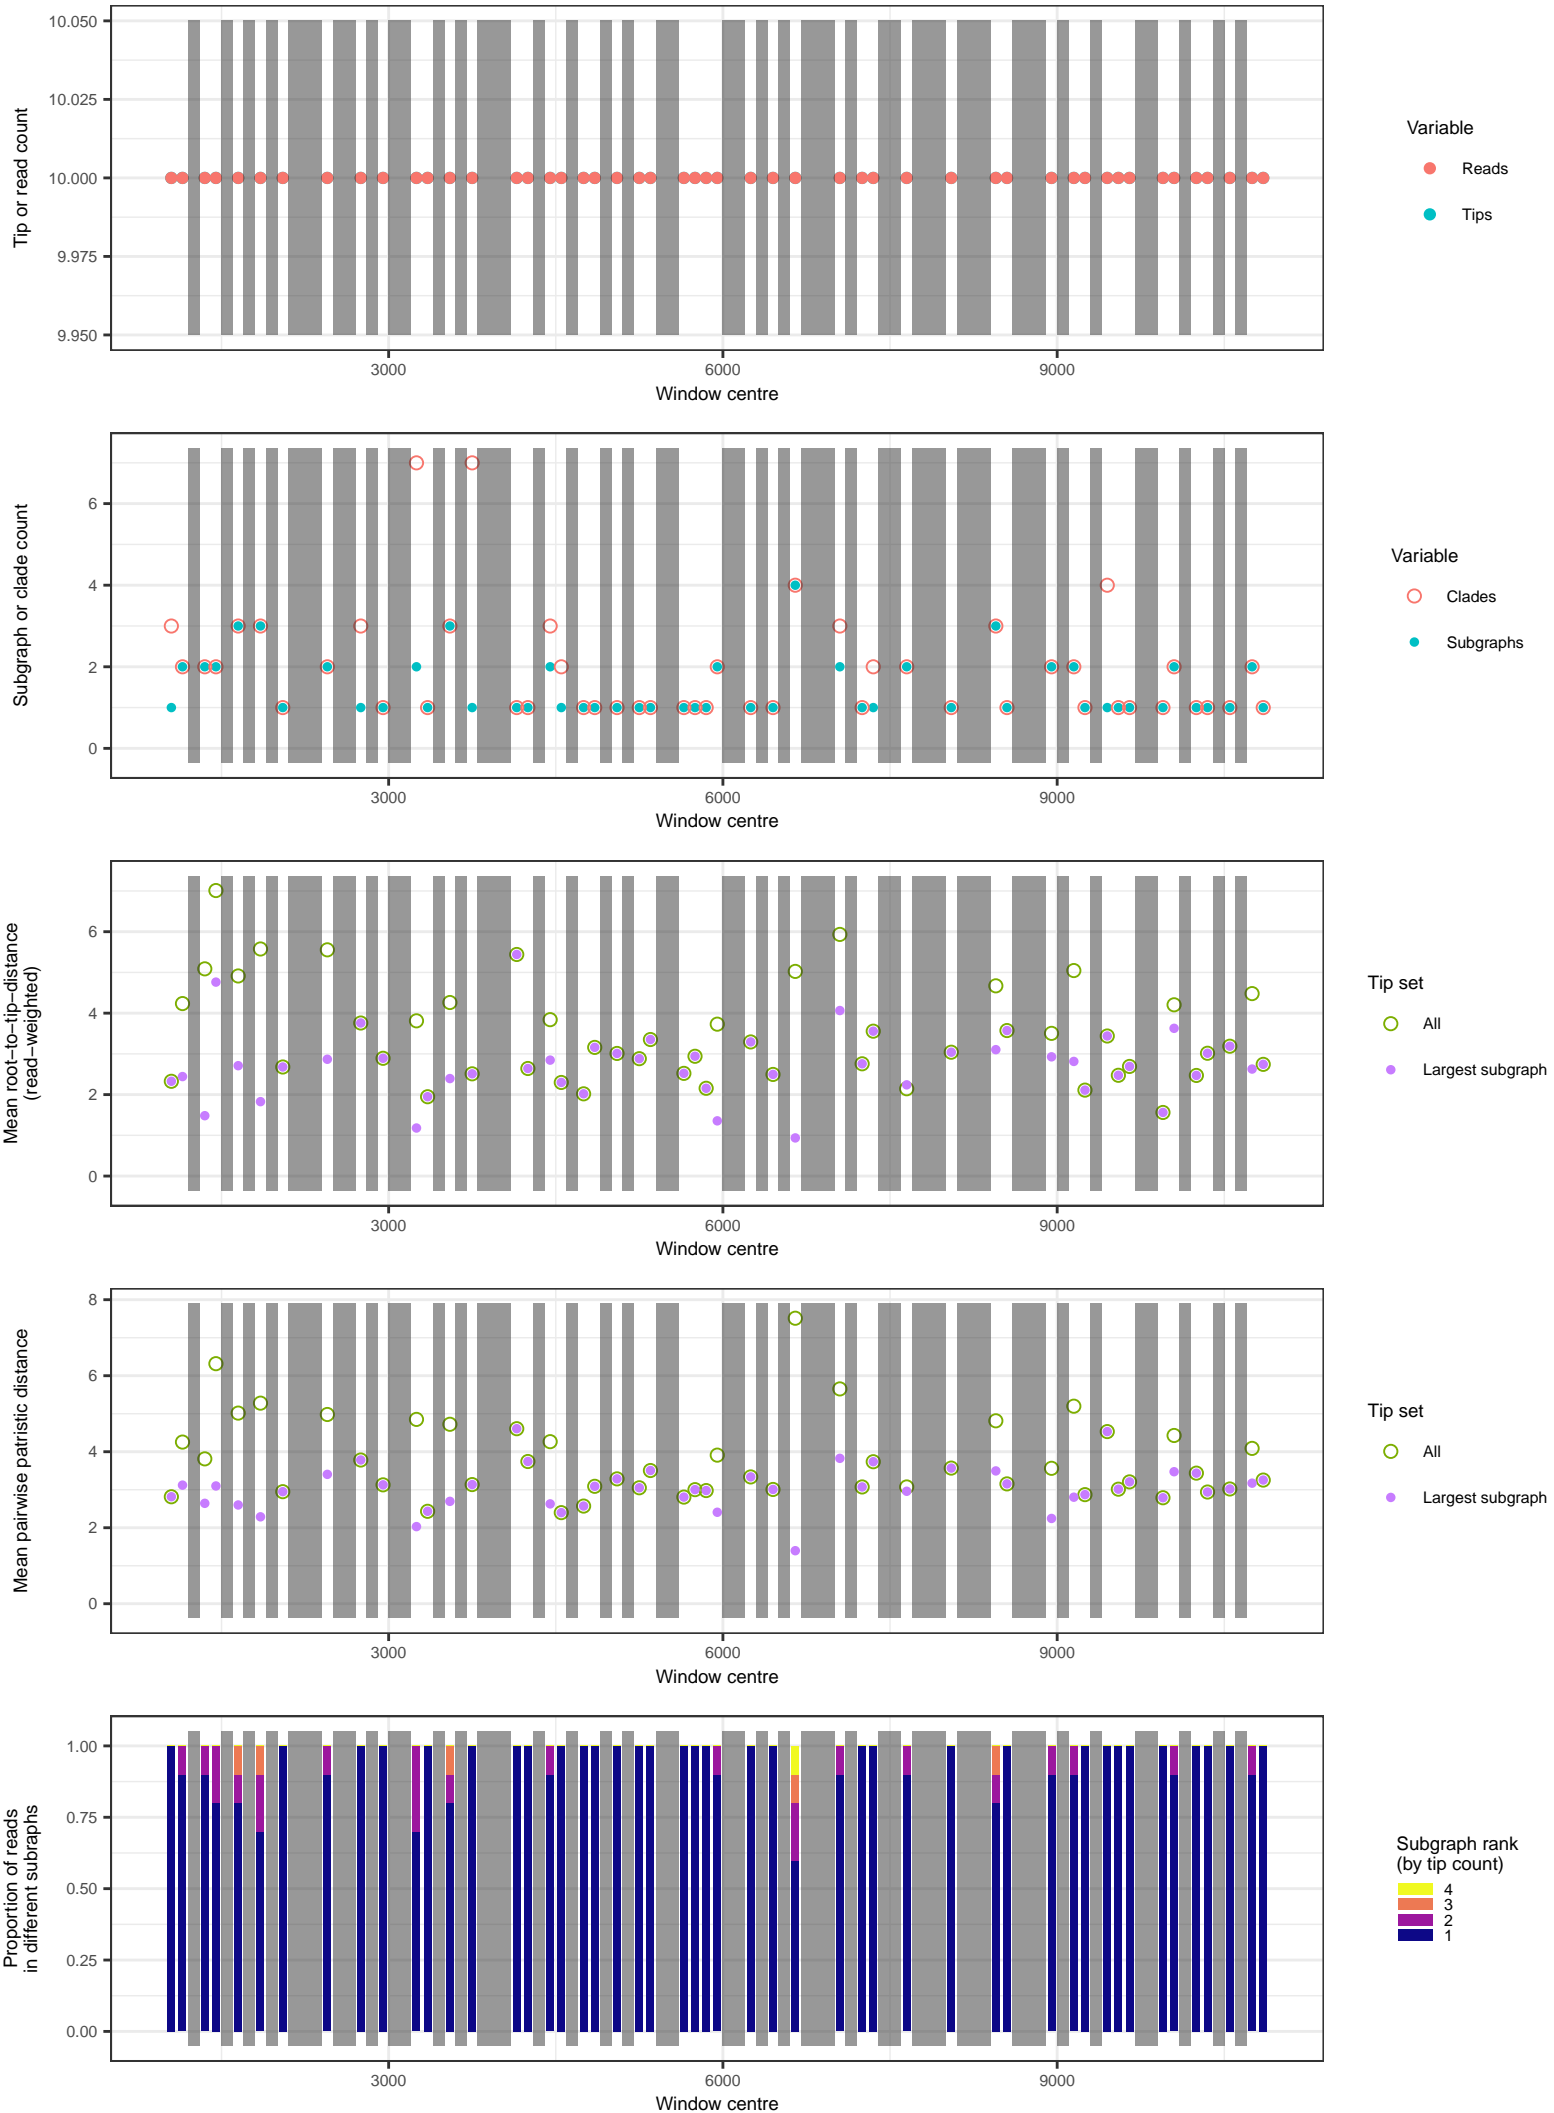 10.050
10.025
10.000
9.975
9.950
Tip or read count
3000
6000
9000
Window centre
Variable
Reads
Tips
6
4
2
0
Subgraph or clade count
3000
6000
9000
Window centre
Variable
Clades
Subgraphs
6
4
2
0
Mean root−to−tip−distance
(read−weighted)
3000
6000
9000
Window centre
Tip set
All
Largest subgraph
8
6
4
2
0
Mean pairwise patristic distance
3000
6000
9000
Window centre
Tip set
All
Largest subgraph
1.00
0.75
0.50
0.25
0.00
Proportion of reads
in different subraphs
3000
6000
9000
Window centre
Subgraph rank
(by tip count)
4
3
2
1